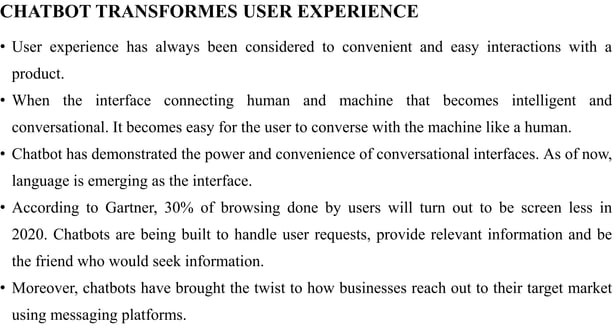 CHATBOT TRANSFORMES USER EXPERIENCE
• User experience has always been considered to convenient and easy interactions with a
product.
• When the interface connecting human and machine that becomes intelligent and
conversational. It becomes easy for the user to converse with the machine like a human.
• Chatbot has demonstrated the power and convenience of conversational interfaces. As of now,
language is emerging as the interface.
• According to Gartner, 30% of browsing done by users will turn out to be screen less in
2020. Chatbots are being built to handle user requests, provide relevant information and be
the friend who would seek information.
• Moreover, chatbots have brought the twist to how businesses reach out to their target market
using messaging platforms.